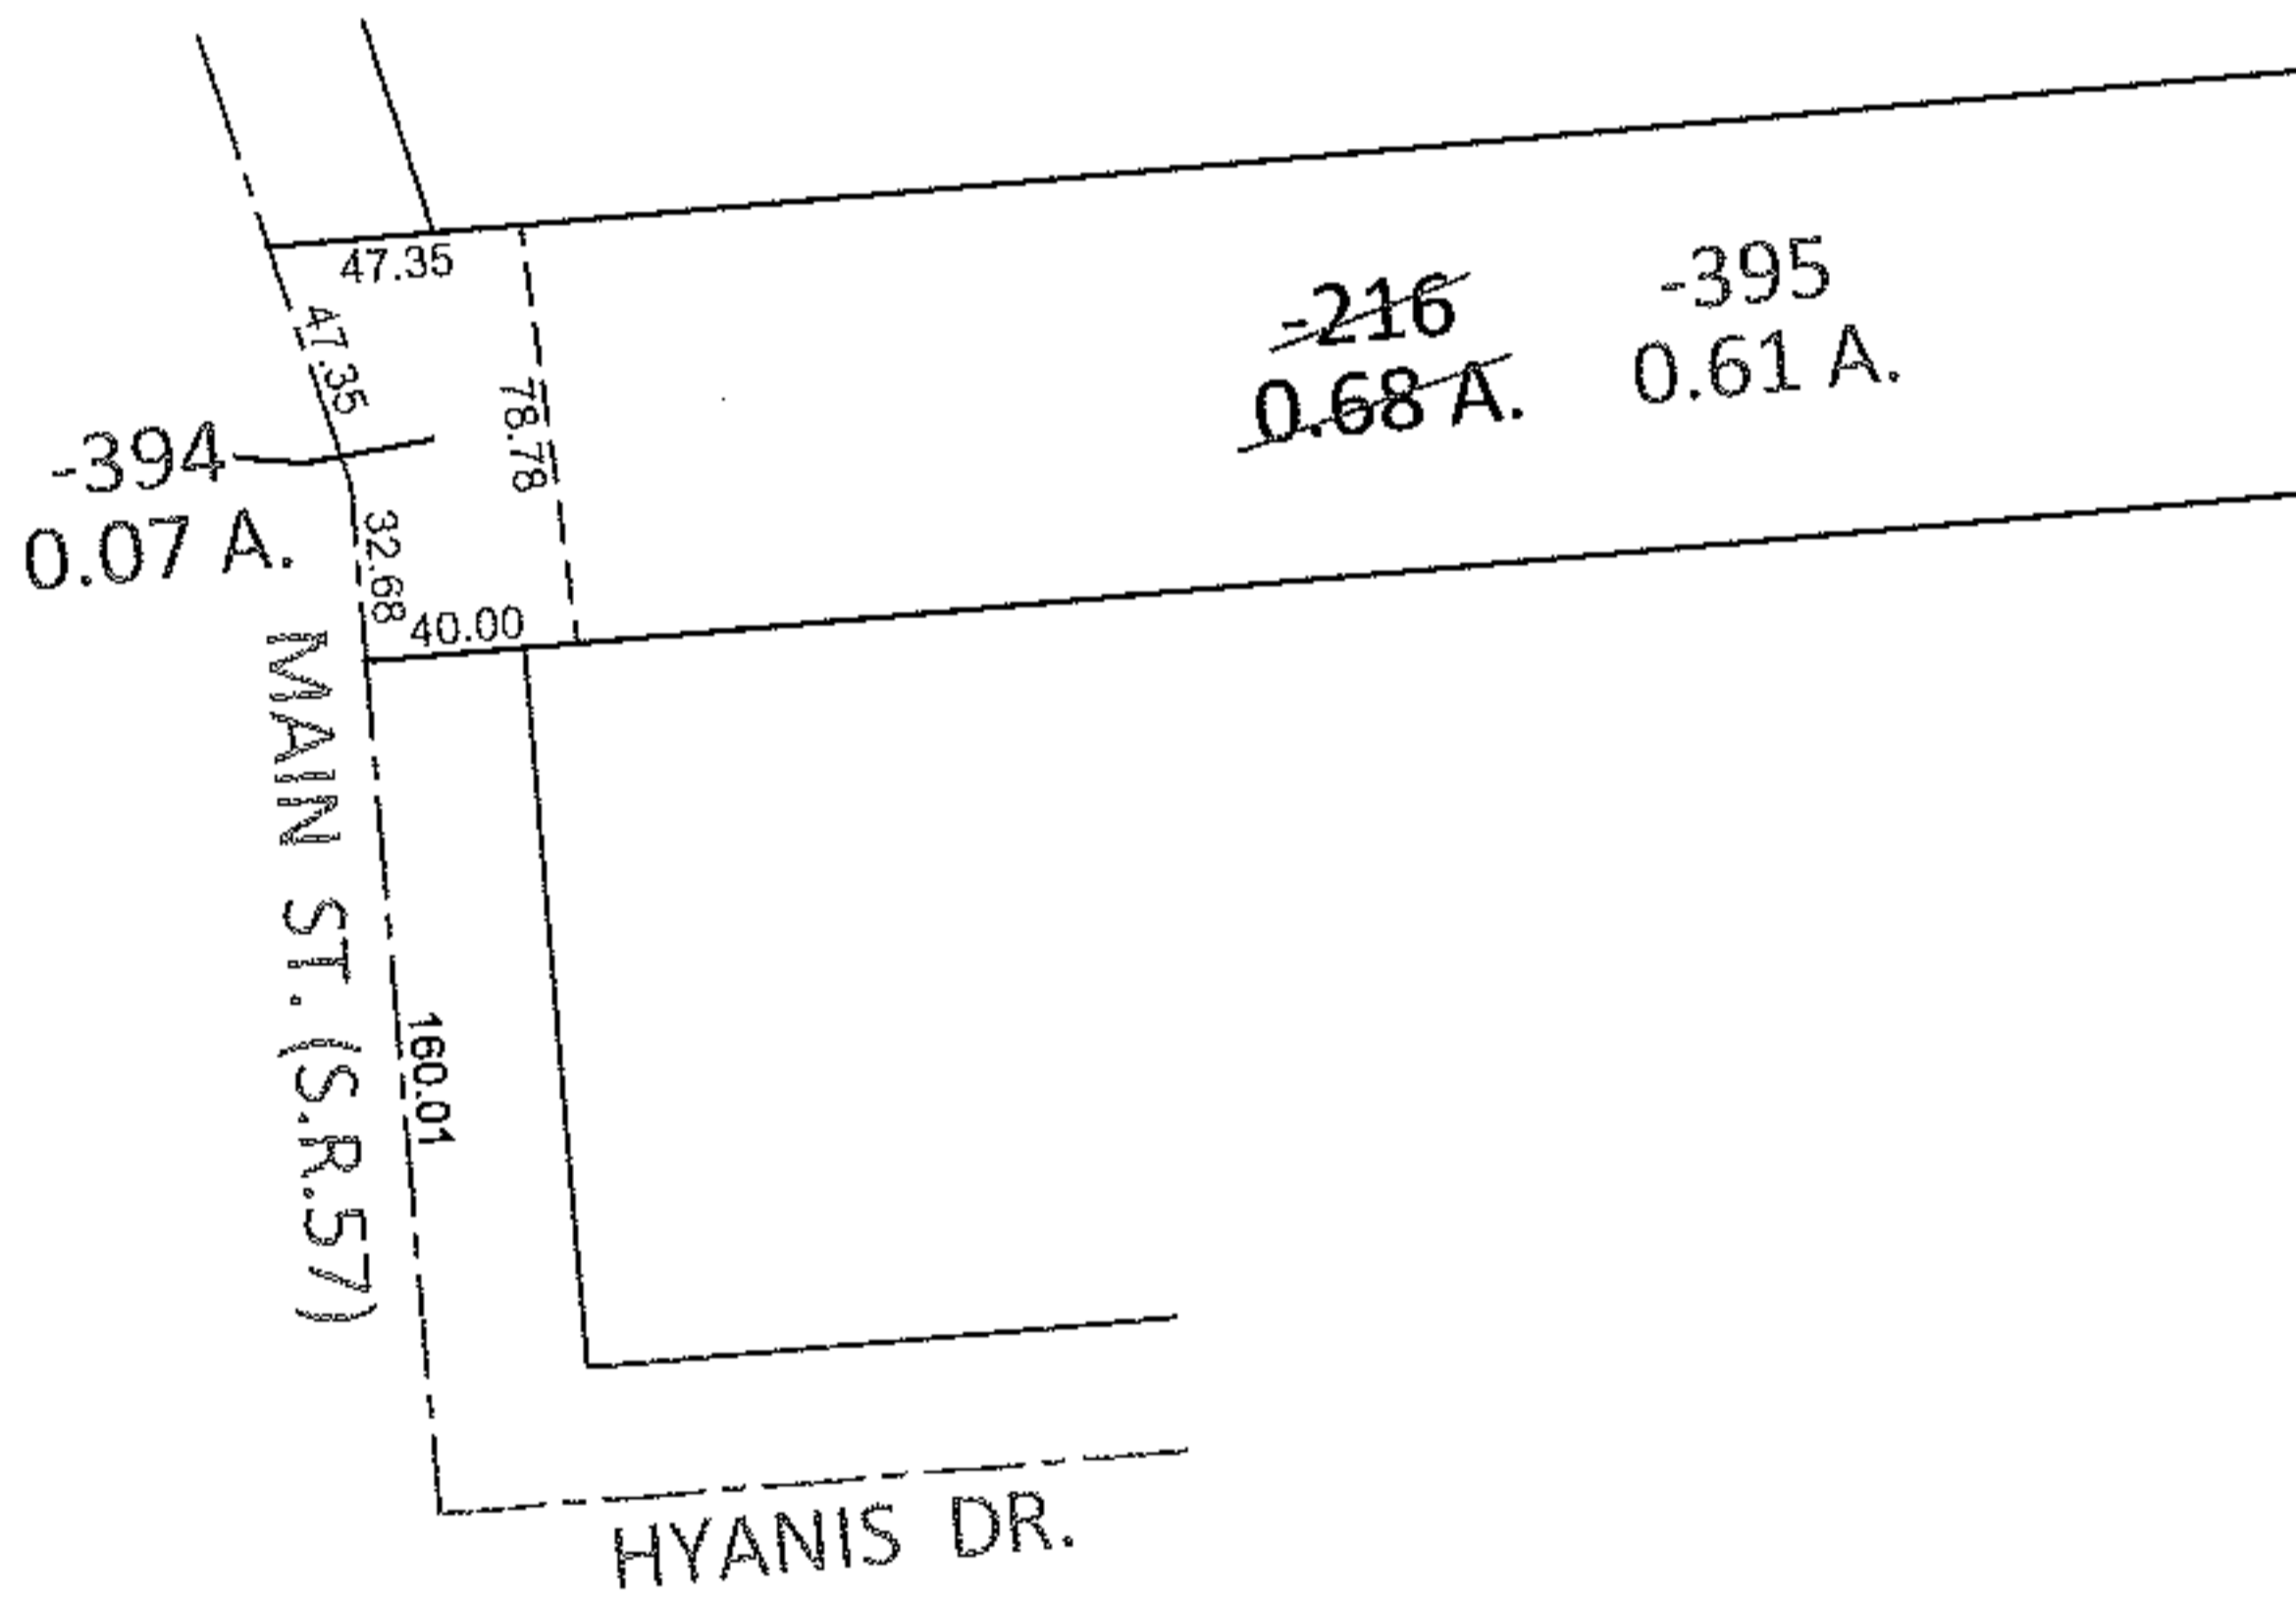 47.35
47.35
78.78
-216
0.68 A.
-395
0.61 A.
-394
0.07 A.
32.68
40.00
MAIN ST. (S.R.57)
160.01
HYANIS DR.